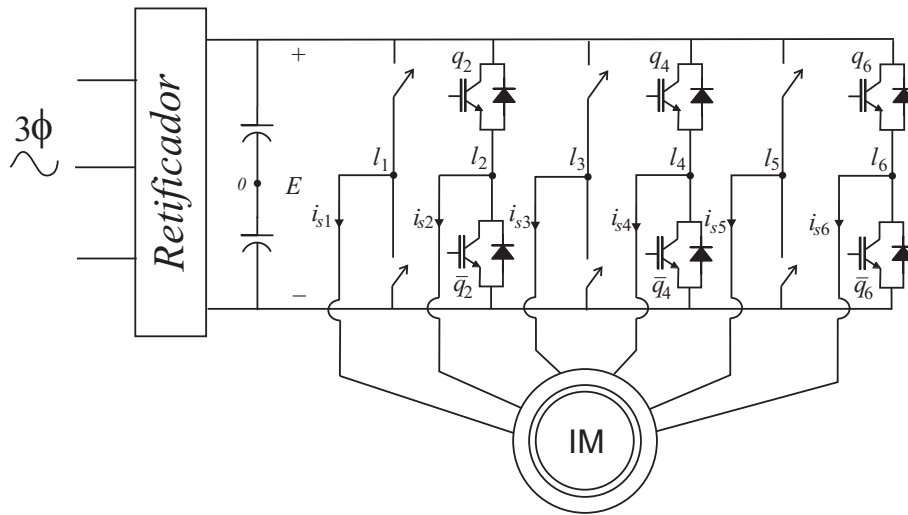 3ϕ
Retificador
+
0
E
−
q2
q4
q6
l1
l2
l3
l4
l5
l6
is1
is2
is3
is4
is5
is6
q̅2
q̅4
q̅6
IM